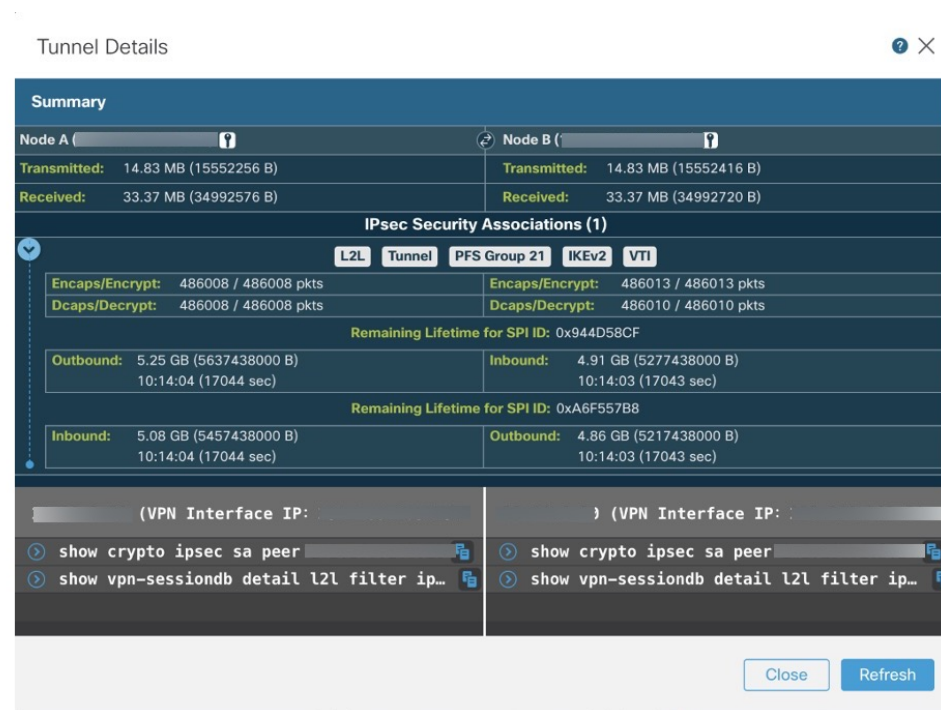 Tunnel Details
Summary
Node A (
Node B (
Transmitted: 14.83 MB (15552256 B)
Transmitted: 14.83 MB (15552416 B)
Received: 33.37 MB (34992576 B)
Received: 33.37 MB (34992720 B)
IPsec Security Associations (1)
L2L Tunnel PFS Group 21 IKEv2 VTI
Encaps/Encrypt: 486008 / 486008 pkts
Encaps/Encrypt: 486013 / 486013 pkts
Dcaps/Decrypt: 486008 / 486008 pkts
Dcaps/Decrypt: 486010 / 486010 pkts
Remaining Lifetime for SPI ID: 0x944D58CF
Outbound: 5.25 GB (5637438000 B)
10:14:04 (17044 sec)
Inbound: 4.91 GB (5277438000 B)
10:14:03 (17043 sec)
Remaining Lifetime for SPI ID: 0xA6F557B8
Inbound: 5.08 GB (5457438000 B)
10:14:04 (17044 sec)
Outbound: 4.86 GB (5217438000 B)
10:14:03 (17043 sec)
(VPN Interface IP:
show crypto ipsec sa peer
show vpn-sessiondb detail l2l filter ip…
) (VPN Interface IP:
show crypto ipsec sa peer
show vpn-sessiondb detail l2l filter ip…
Close
Refresh